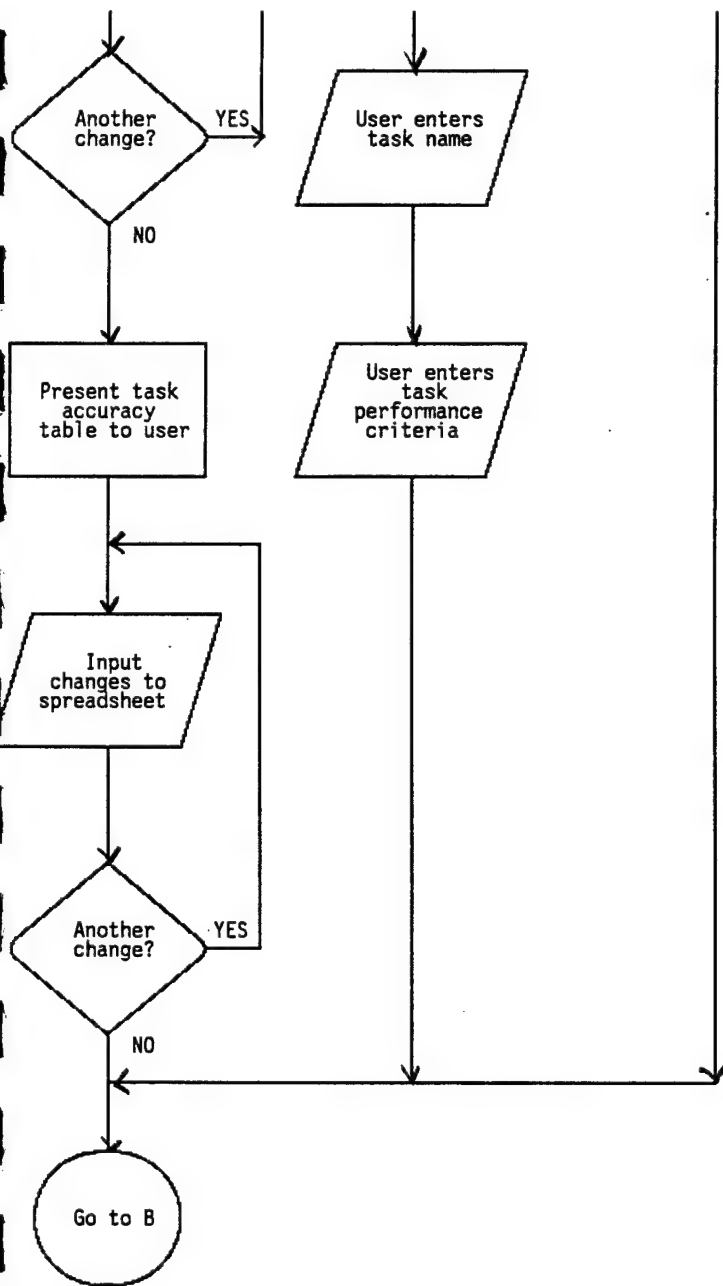 Another
change?
YES
NO
User enters
task name
Present task
accuracy
table to user
User enters
task
performance
criteria
Input
changes to
spreadsheet
Another
change?
YES
NO
Go to B